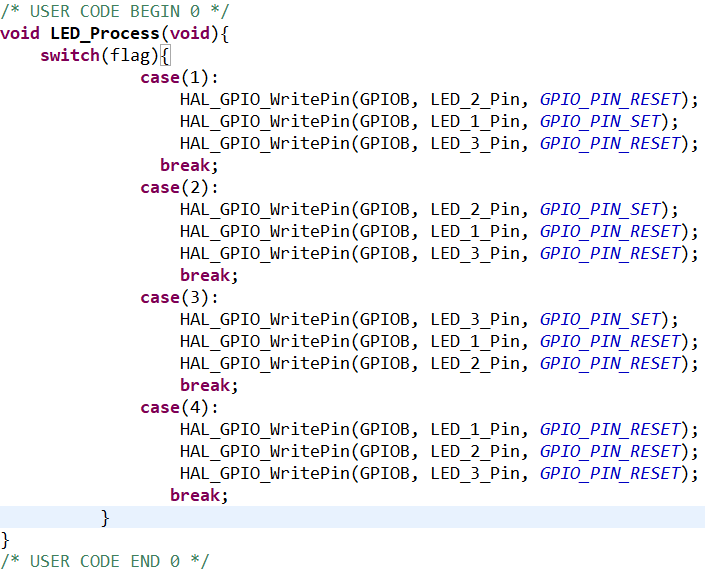 /* USER CODE BEGIN 0 */
void LED_Process(void){
    switch(flag){
              case(1):
                  HAL_GPIO_WritePin(GPIOB, LED_2_Pin, GPIO_PIN_RESET);
                  HAL_GPIO_WritePin(GPIOB, LED_1_Pin, GPIO_PIN_SET);
                  HAL_GPIO_WritePin(GPIOB, LED_3_Pin, GPIO_PIN_RESET);
                break;
              case(2):
                  HAL_GPIO_WritePin(GPIOB, LED_2_Pin, GPIO_PIN_SET);
                  HAL_GPIO_WritePin(GPIOB, LED_1_Pin, GPIO_PIN_RESET);
                  HAL_GPIO_WritePin(GPIOB, LED_3_Pin, GPIO_PIN_RESET);
                  break;
              case(3):
                  HAL_GPIO_WritePin(GPIOB, LED_3_Pin, GPIO_PIN_SET);
                  HAL_GPIO_WritePin(GPIOB, LED_1_Pin, GPIO_PIN_RESET);
                  HAL_GPIO_WritePin(GPIOB, LED_2_Pin, GPIO_PIN_RESET);
                  break;
              case(4):
                  HAL_GPIO_WritePin(GPIOB, LED_1_Pin, GPIO_PIN_RESET);
                  HAL_GPIO_WritePin(GPIOB, LED_2_Pin, GPIO_PIN_RESET);
                  HAL_GPIO_WritePin(GPIOB, LED_3_Pin, GPIO_PIN_RESET);
                 break;
          }
}
/* USER CODE END 0 */